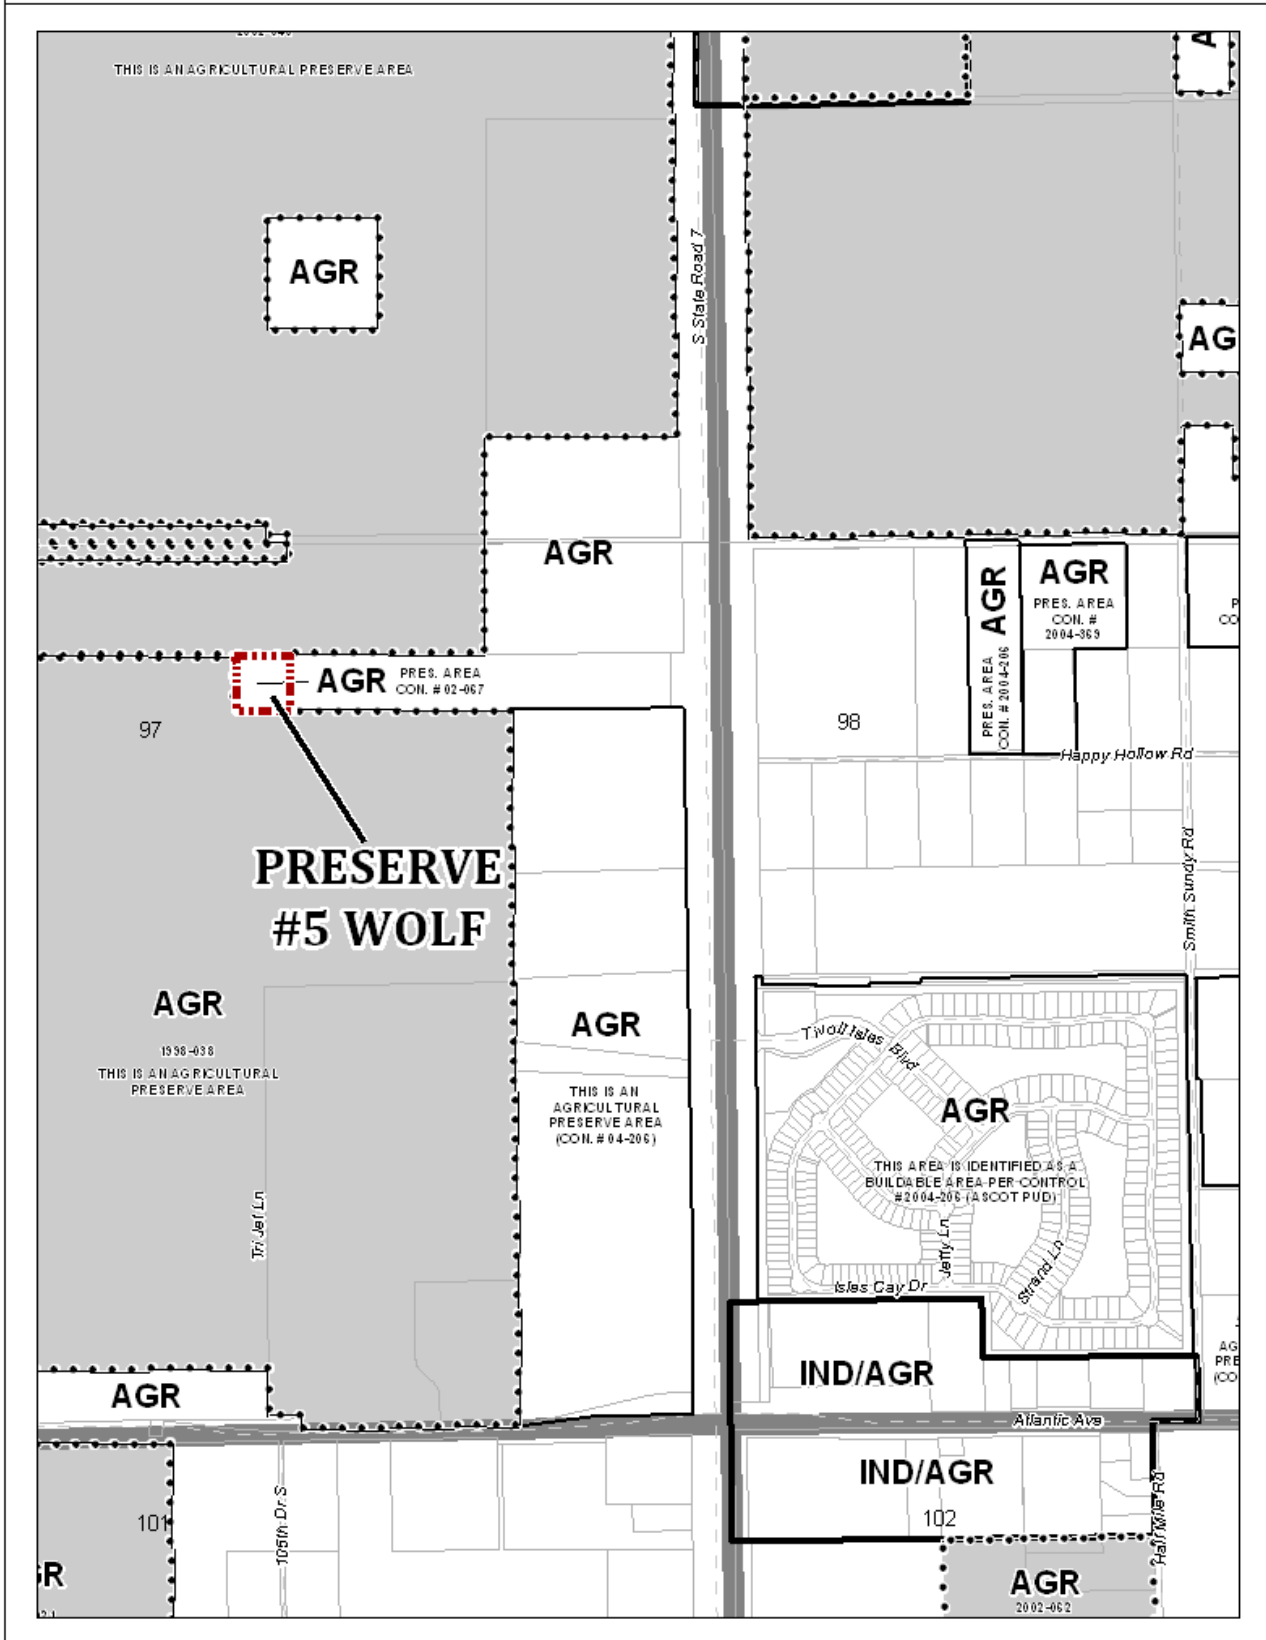 THIS IS AN AGRICULTURAL PRESERVE AREA
A
AGR
S State Road 7
AG
AGR
AGR
PRES. AREA
CON. # 2004-206
AGR
PRES. AREA
CON. #
2004-369
P
CO
AGR
PRES. AREA
CON. # 02-067
97
98
Happy Hollow Rd
PRESERVE
#5 WOLF
Smith Sundy Rd
AGR
1998-038
THIS IS AN AGRICULTURAL
PRESERVE AREA
AGR
THIS IS AN
AGRICULTURAL
PRESERVE AREA
(CON. # 04-206)
Tivoli Isles Blvd
AGR
THIS AREA IS IDENTIFIED AS A
BUILDABLE AREA PER CONTROL
#2004-206 (ASCOT PUD)
Tri Jet Ln
Jeffy Ln
Strand Ln
Isles Cay Dr
AG
PRE
(CO
IND/AGR
AGR
Atlantic Ave
IND/AGR
102
101
105th Dr S
Half Mile Rd
R
AGR
2002-062